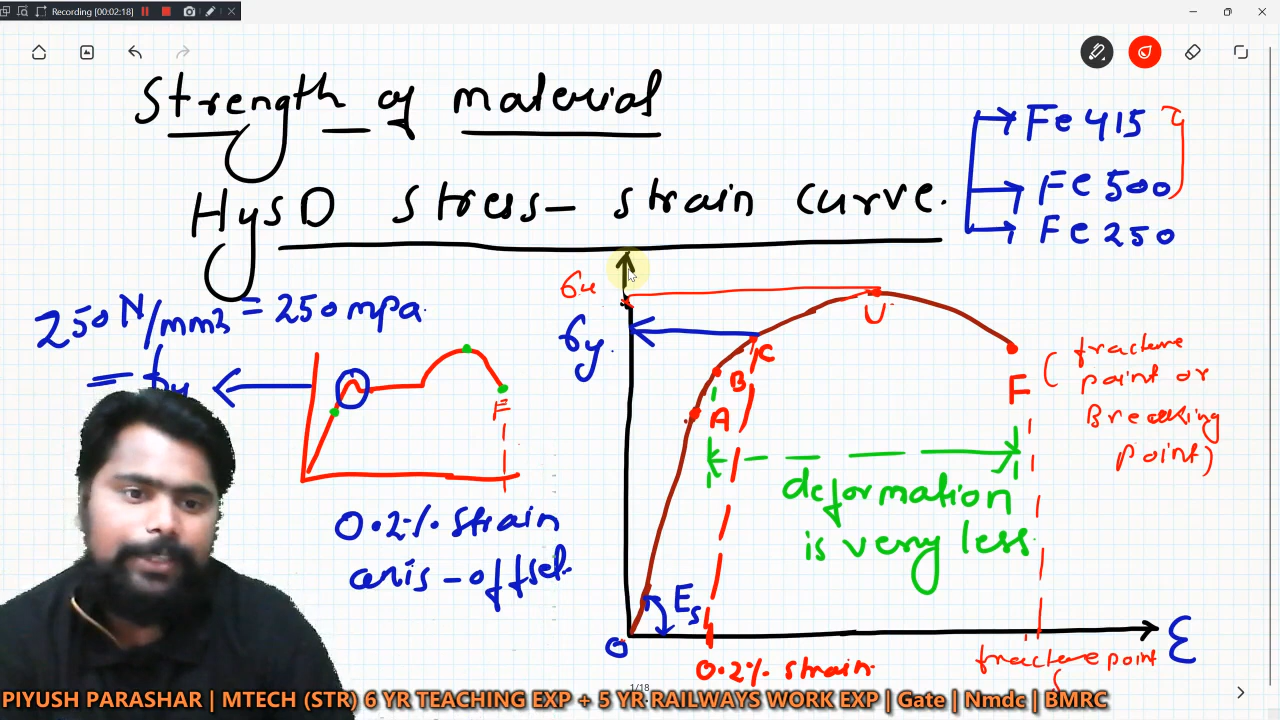 Recording [00:02:18]
Strength of material
HYSD stress - strain curve.
Fe 415
Fe 500
Fe 250
250 N/mm2 = 250 mpa
= fy
F
0.2% strain
axis - offset
σu
σy
U
C
B
A
F
( fracture
point or
Breaking
point)
deformation
is very less
Es
O
0.2% strain
fracture point
ε
1/18
PIYUSH PARASHAR | MTECH (STR) 6 YR TEACHING EXP + 5 YR RAILWAYS WORK EXP | Gate | Nmdc | BMRC